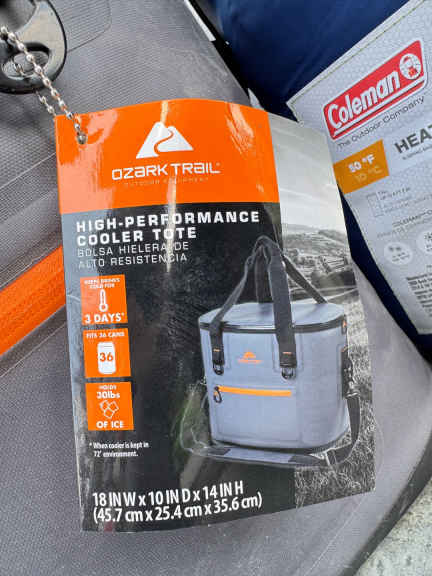 OZARK TRAIL
OUTDOOR EQUIPMENT
HIGH-PERFORMANCE
COOLER TOTE
BOLSA HIELERA DE
ALTO RESISTENCIA
KEEPS DRINKS
COLD FOR
3 DAYS*
FITS 36 CANS
36
HOLDS
30lbs
OF ICE
* When cooler is kept in
72° environment.
18 IN W x 10 IN D x 14 IN H
(45.7 cm x 25.4 cm x 35.6 cm)
Coleman
The Outdoor Company
50 °F
10 °C
HEAT